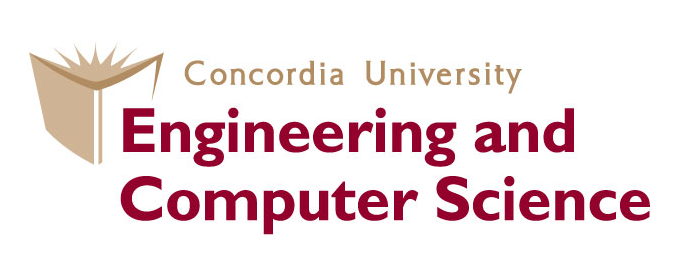 Concordia University
Engineering and
Computer Science